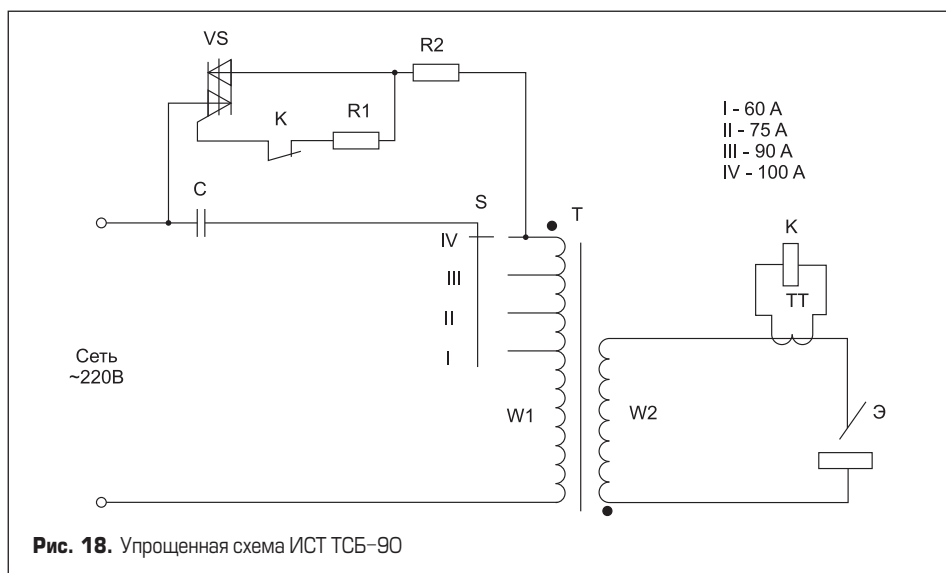 VS
R2
K
R1
I - 60 А
II - 75 А
III - 90 А
IV - 100 А
C
S
T
K
IV
TT
III
II
Сеть
~220В
I
W1
W2
Э
Рис. 18. Упрощенная схема ИСТ ТСБ-90